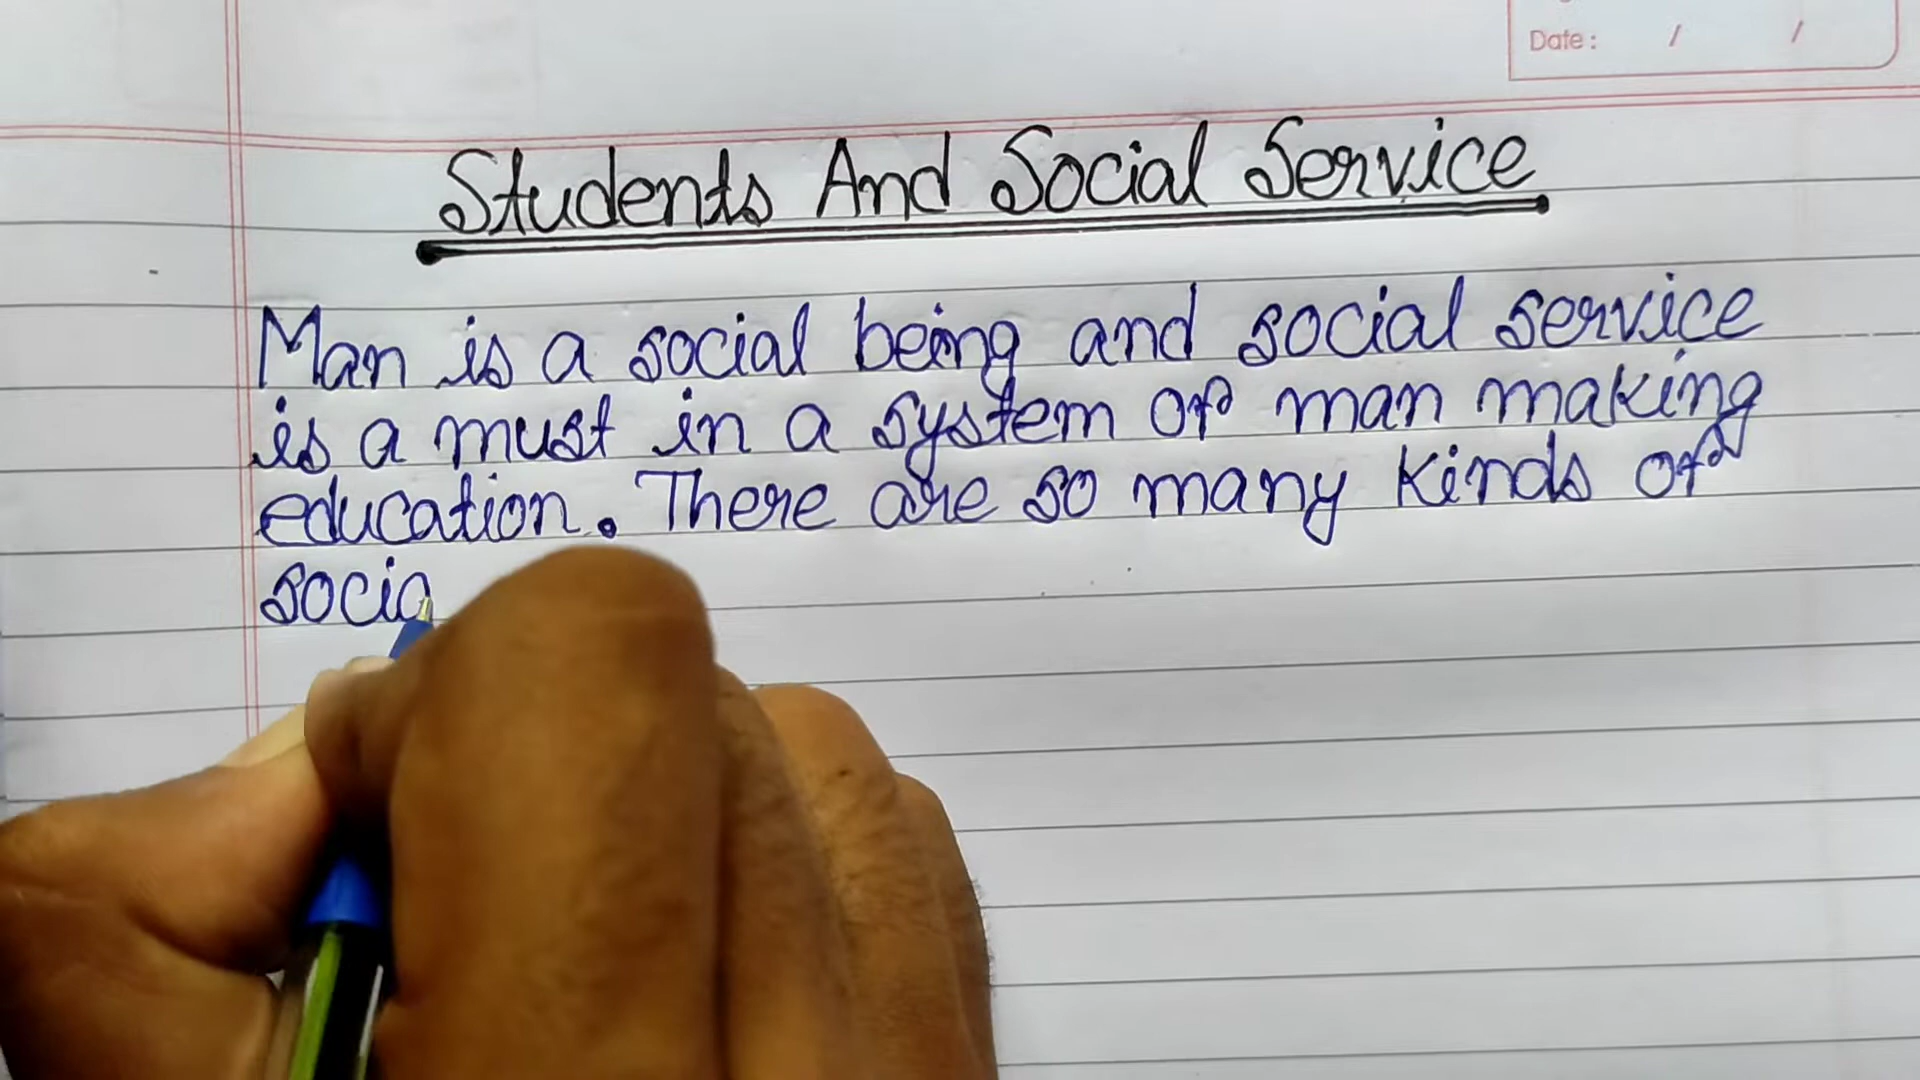 Date: / /
Students And Social Service
Man is a social being and social service
is a must in a system of man making
education. There are so many kinds of
socia